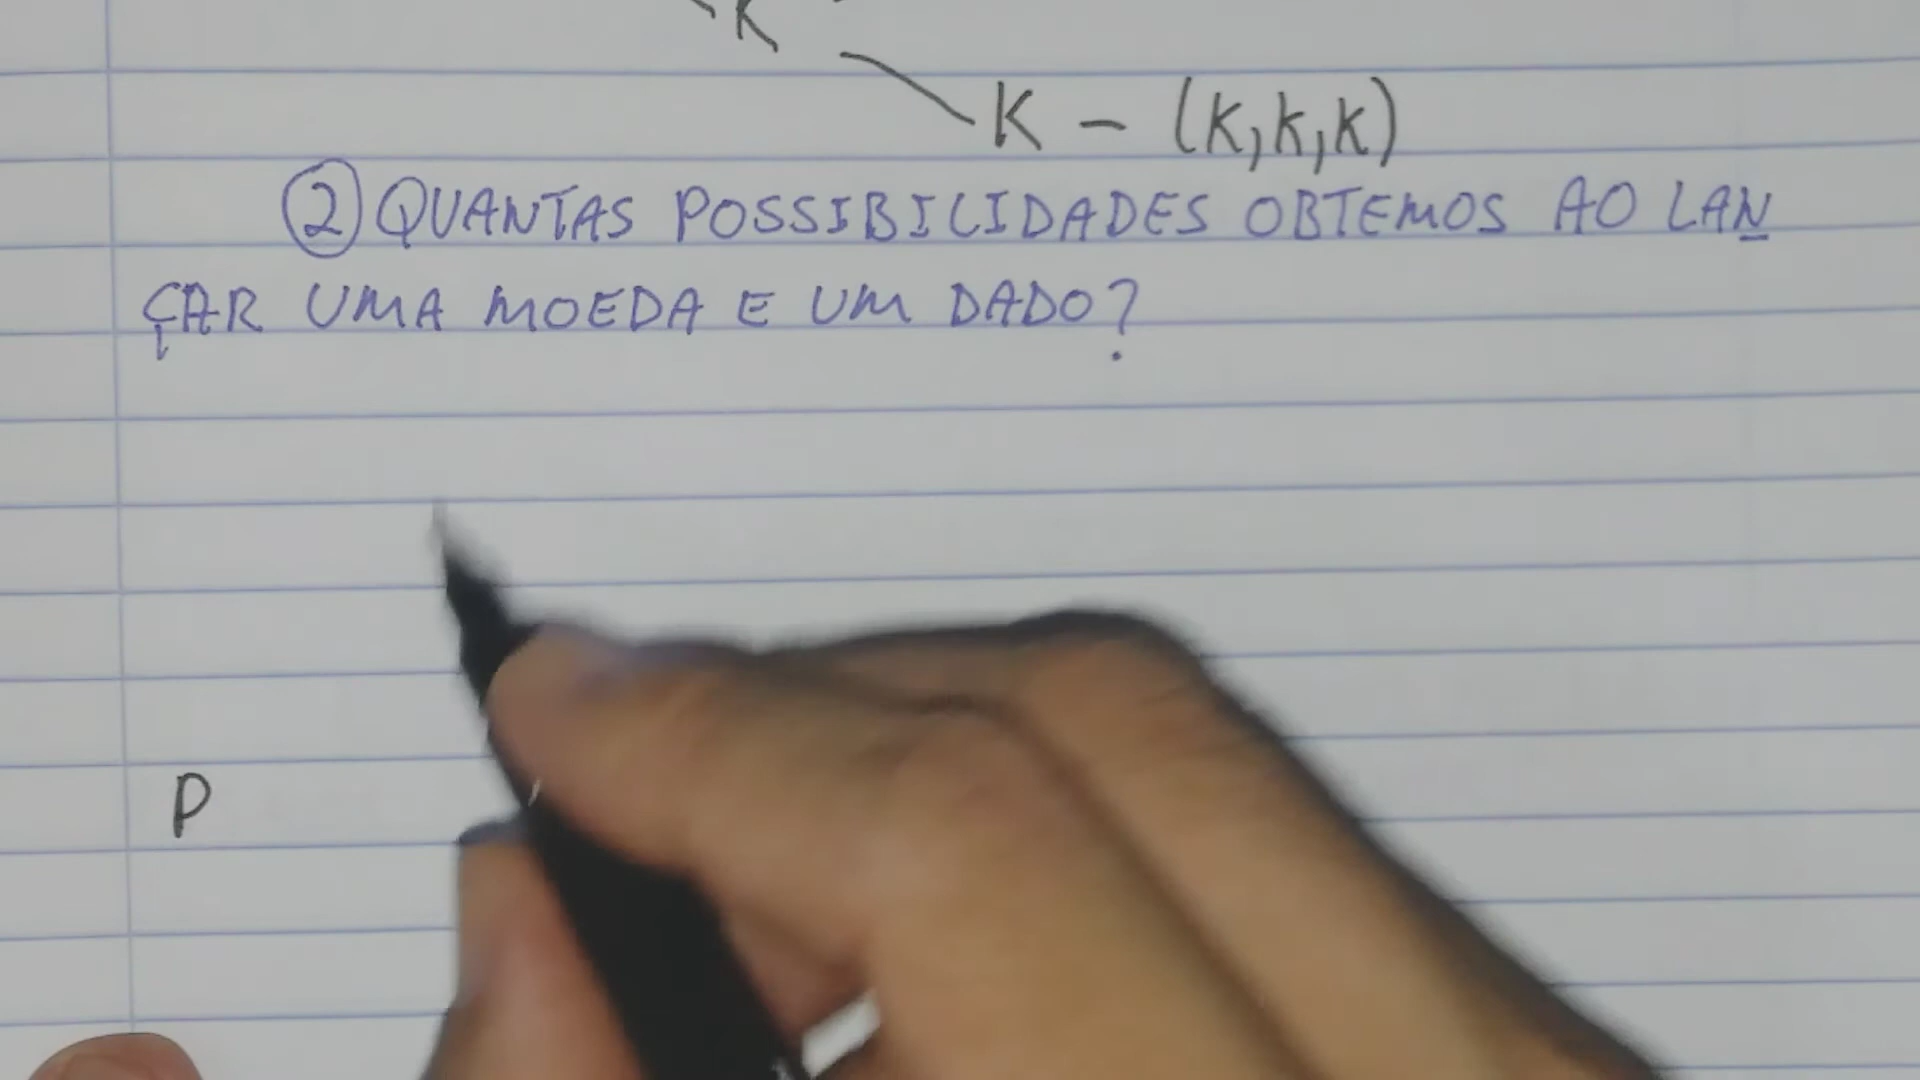 K
K - (K,K,K)
② QUANTAS POSSIBILIDADES OBTEMOS AO LAN
ÇAR UMA MOEDA E UM DADO?
P